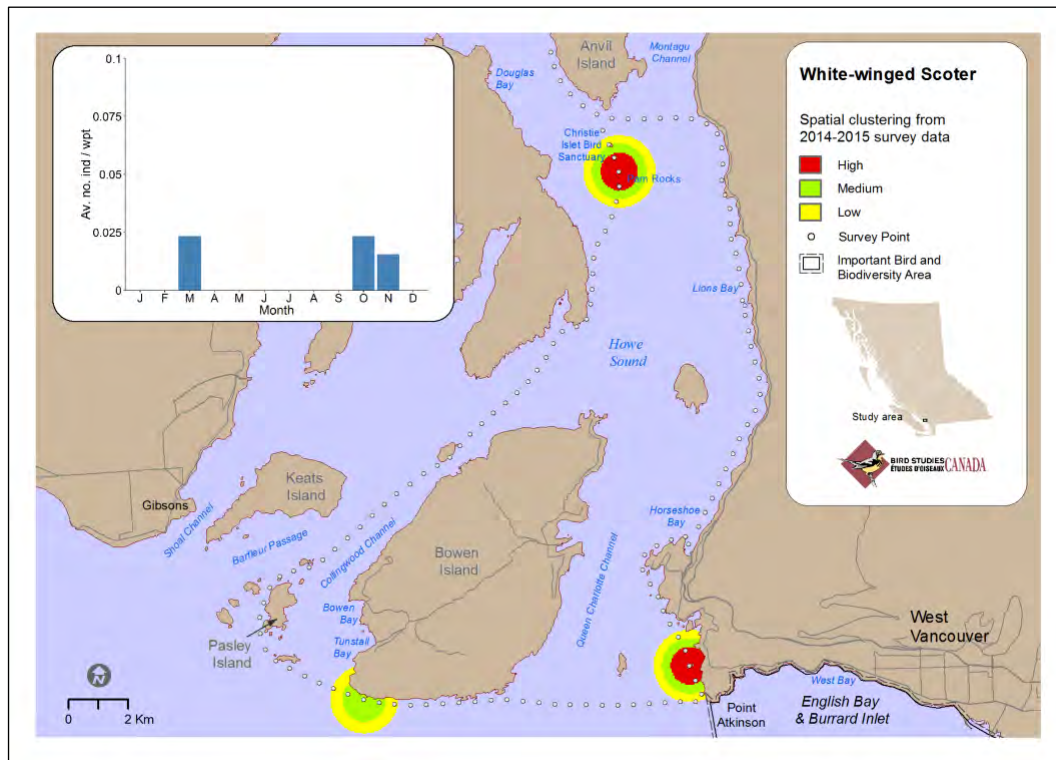 0.1
0.075
0.05
0.025
0
Av. no. ind / wpt
J F M A M J J A S O N D
Month
Anvil
Island
Montagu
Channel
Douglas
Bay
Christie
Islet Bird
Sanctuary
Pam Rocks
Lions Bay
Howe
Sound
Keats
Island
Gibsons
Shoal Channel
Barfleur Passage
Collingwood Channel
Horseshoe
Bay
Bowen
Island
Queen Charlotte Channel
Bowen
Bay
Tunstall
Bay
Pasley
Island
West
Vancouver
West Bay
Point
Atkinson
English Bay
& Burrard Inlet
N
0 2 Km
White-winged Scoter
Spatial clustering from
2014-2015 survey data
High
Medium
Low
Survey Point
Important Bird and
Biodiversity Area
Study area
BIRD STUDIES
ÉTUDES D'OISEAUX CANADA